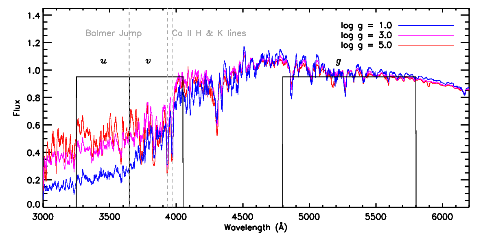 Balmer Jump
Ca II H & K lines
log g = 1.0
log g = 3.0
log g = 5.0
u
v
g
1.4
1.2
1.0
0.8
0.6
0.4
0.2
0.0
Flux
3000
3500
4000
4500
5000
5500
6000
Wavelength (Å)